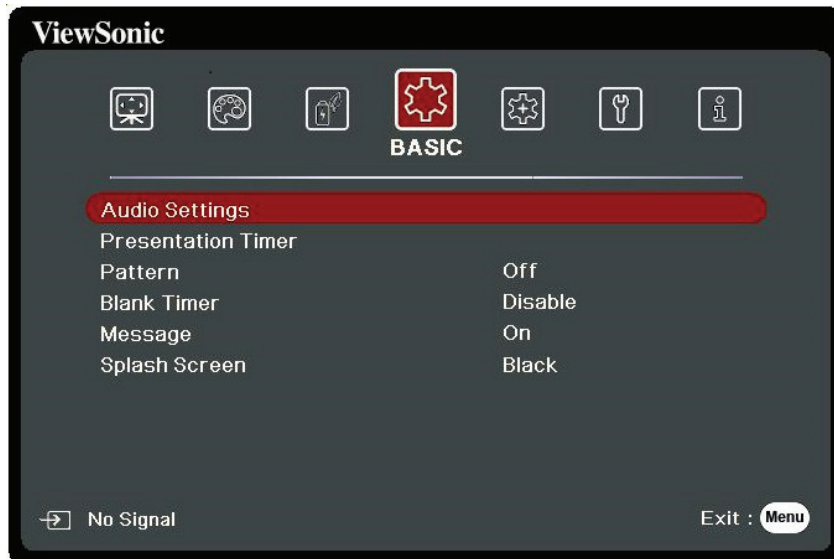 ViewSonic
BASIC
Audio Settings
Presentation Timer
Pattern Off
Blank Timer Disable
Message On
Splash Screen Black
No Signal Exit : Menu